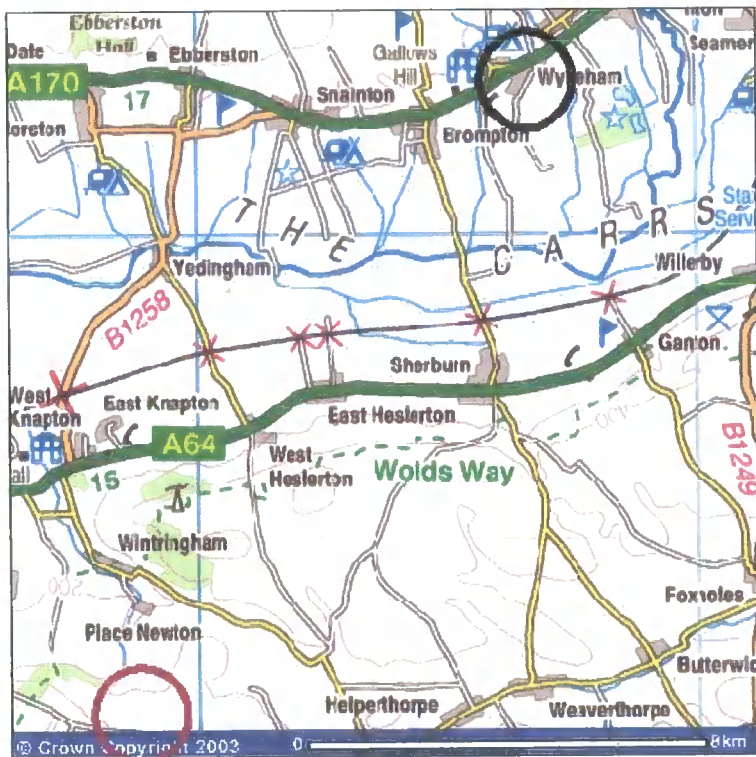 Ebberston
Hall
Dale
Ebberston
Gallows
Hill
Seamer
A170
17
Snainton
Wykeham
Brompton
THE CARRS
Yedingham
Willerby
B1258
Sherburn
Ganton
West
Knapton
East Knapton
East Heslerton
A64
15
West
Heslerton
Wolds Way
B1249
Wintringham
Foxholes
Place Newton
Butterwic
Helperthorpe
Weaverthorpe
© Crown Copyright 2003
0
8km